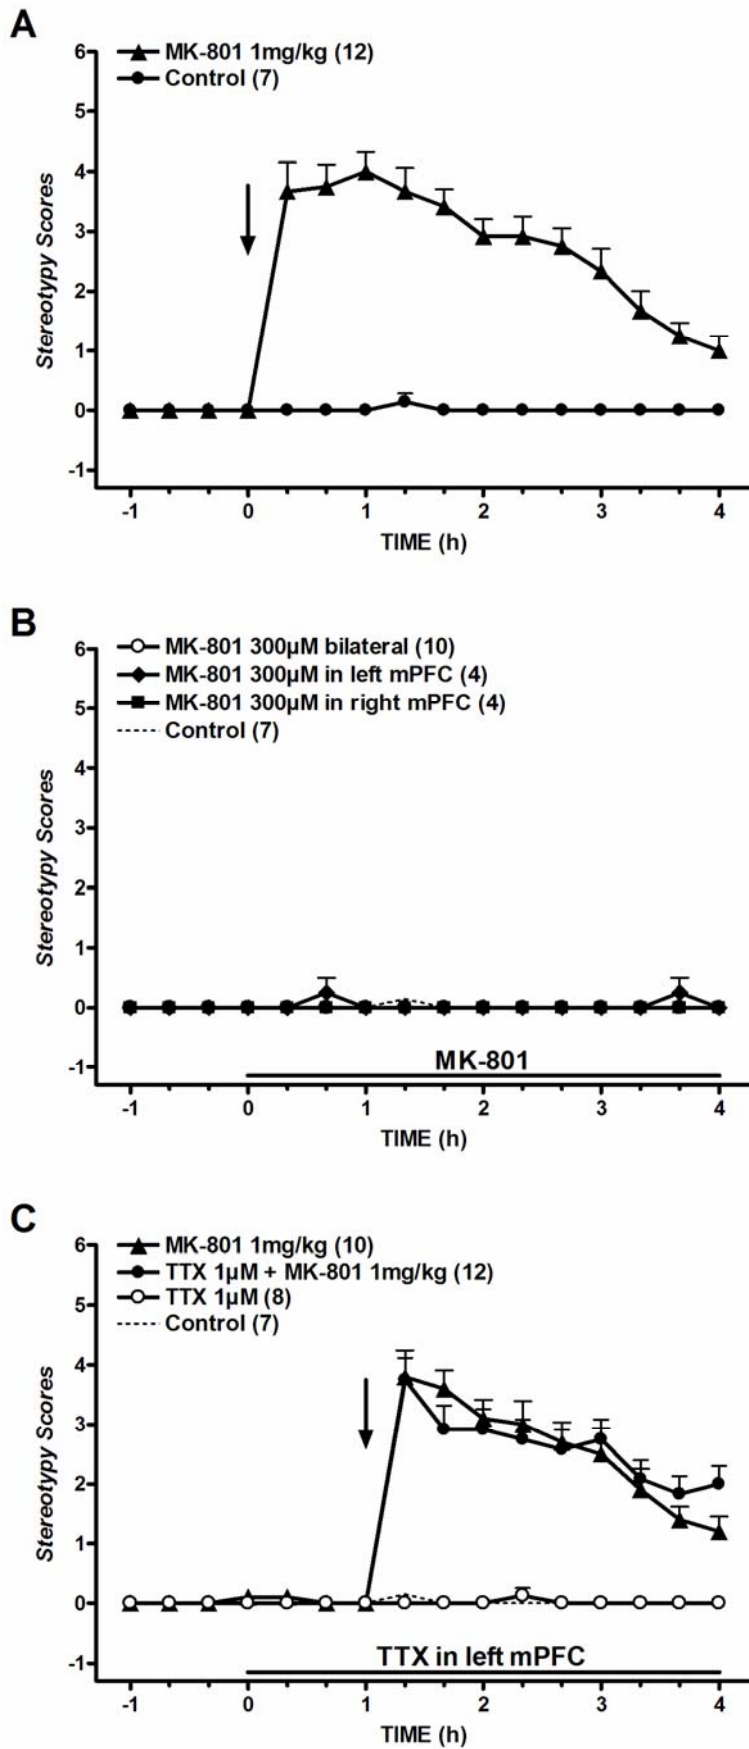 A
MK-801 1mg/kg (12)
Control (7)
6
5
4
3
2
1
0
-1
Stereotypy Scores
-1 0 1 2 3 4
TIME (h)
B
MK-801 300µM bilateral (10)
MK-801 300µM in left mPFC (4)
MK-801 300µM in right mPFC (4)
Control (7)
6
5
4
3
2
1
0
-1
Stereotypy Scores
MK-801
-1 0 1 2 3 4
TIME (h)
C
MK-801 1mg/kg (10)
TTX 1µM + MK-801 1mg/kg (12)
TTX 1µM (8)
Control (7)
6
5
4
3
2
1
0
-1
Stereotypy Scores
TTX in left mPFC
-1 0 1 2 3 4
TIME (h)